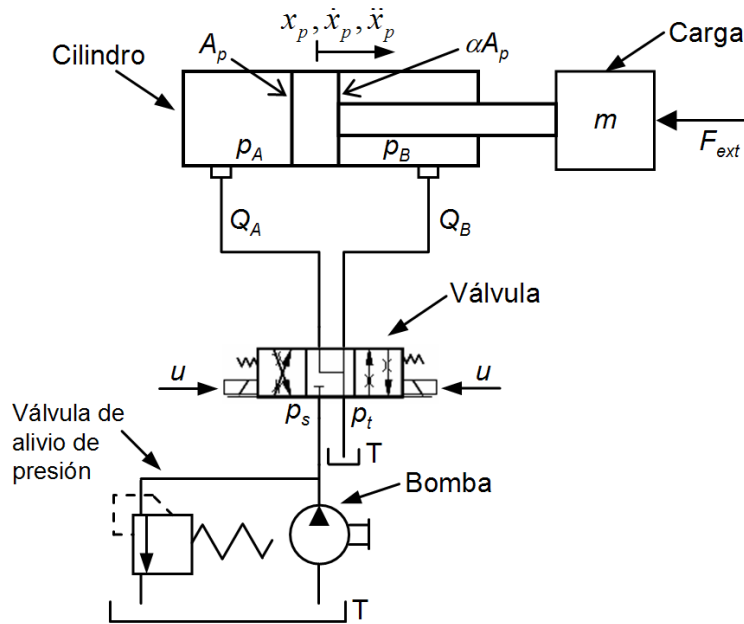 x_p, ẋ_p, ẍ_p
Cilindro
A_p
αA_p
Carga
p_A
p_B
m
F_ext
Q_A
Q_B
Válvula
u
u
p_s
p_t
Válvula de
alivio de
presión
T
Bomba
T